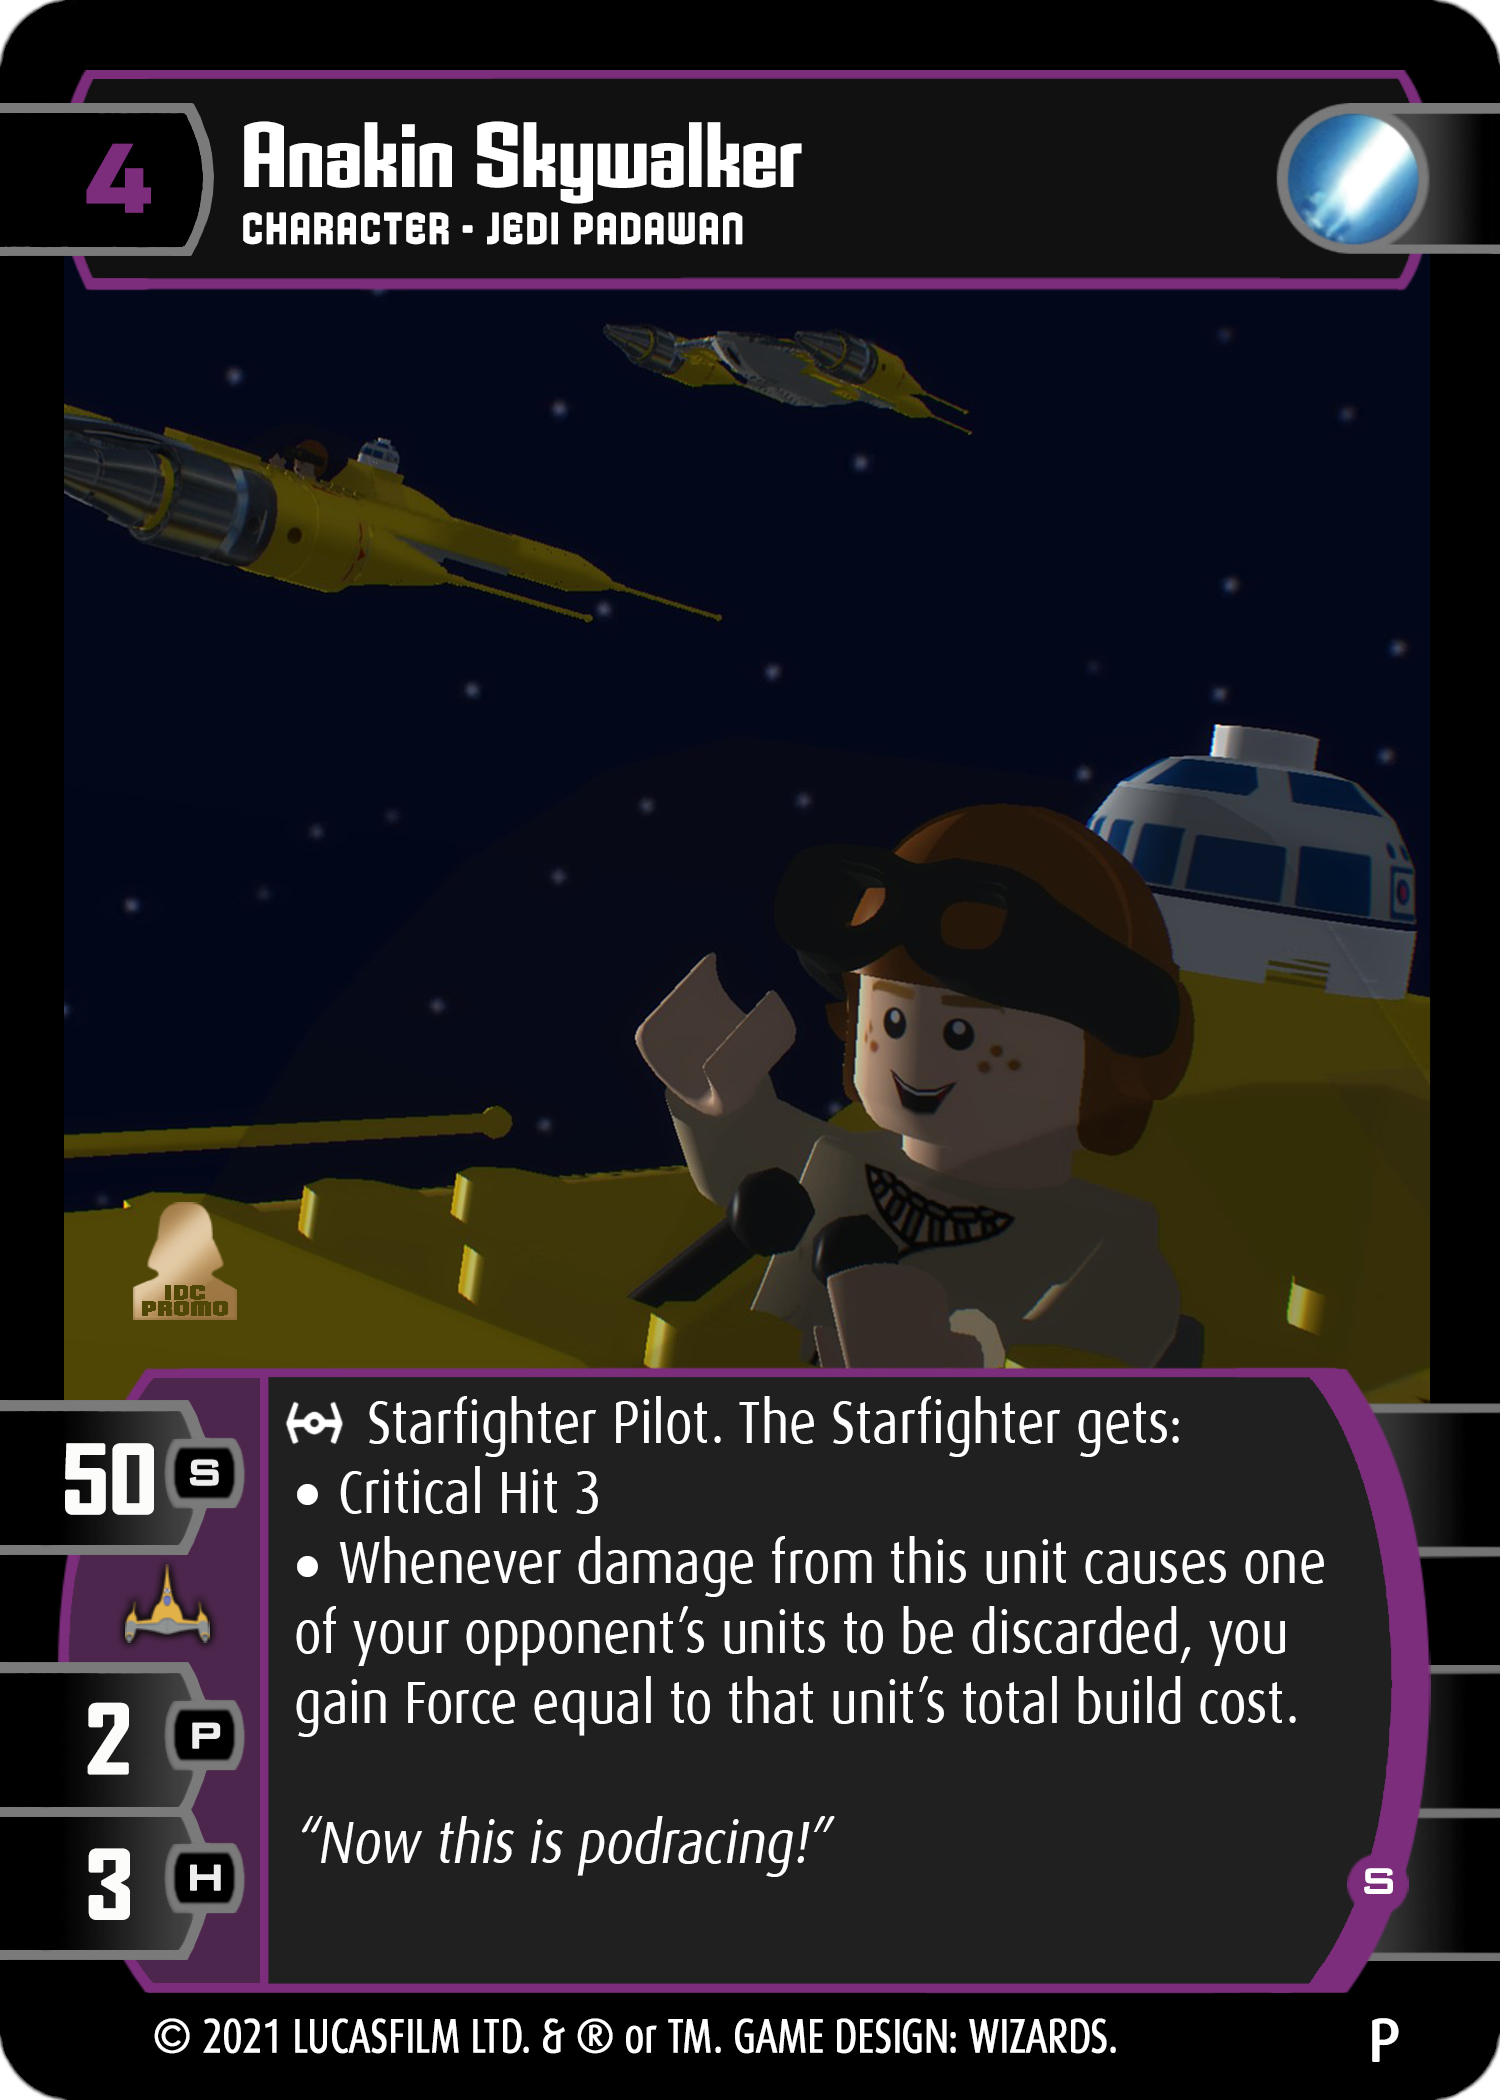 4
Anakin Skywalker
CHARACTER - JEDI PADAWAN
IDC
PROMO
50 S
2 P
3 H
Starfighter Pilot. The Starfighter gets:
• Critical Hit 3
• Whenever damage from this unit causes one
of your opponent's units to be discarded, you
gain Force equal to that unit's total build cost.
“Now this is podracing!”
S
© 2021 LUCASFILM LTD. & ® or TM. GAME DESIGN: WIZARDS.
P